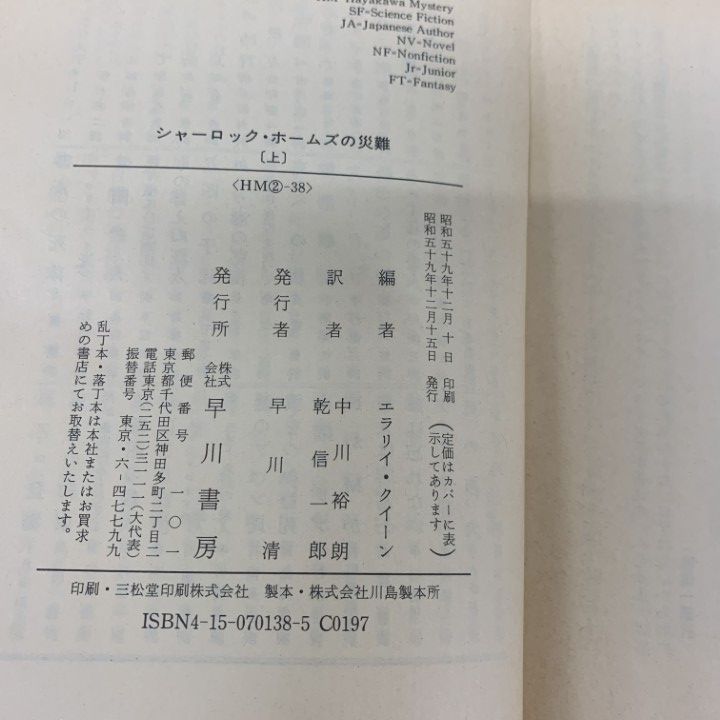 Hayakawa Mystery
SF=Science Fiction
JA=Japanese Author
NV=Novel
NF=Nonfiction
Jr=Junior
FT=Fantasy
シャーロック・ホームズの災難
〔上〕
〈HM②-38〉
昭和五十九年十二月十日 印刷
昭和五十九年十二月十五日 発行
(定価はカバーに表示してあります)
編者 エラリイ・クイーン
訳者 中川裕朗
乾信一郎
発行者 早川清
発行所 株式会社 早川書房
郵便番号 一〇一
東京都千代田区神田多町二丁目二
電話東京(二五二)三一一一(大代表)
振替番号 東京・六-四七七九九
乱丁本・落丁本は本社またはお買求
めの書店にてお取替えいたします。
印刷・三松堂印刷株式会社 製本・株式会社川島製本所
ISBN4-15-070138-5 C0197